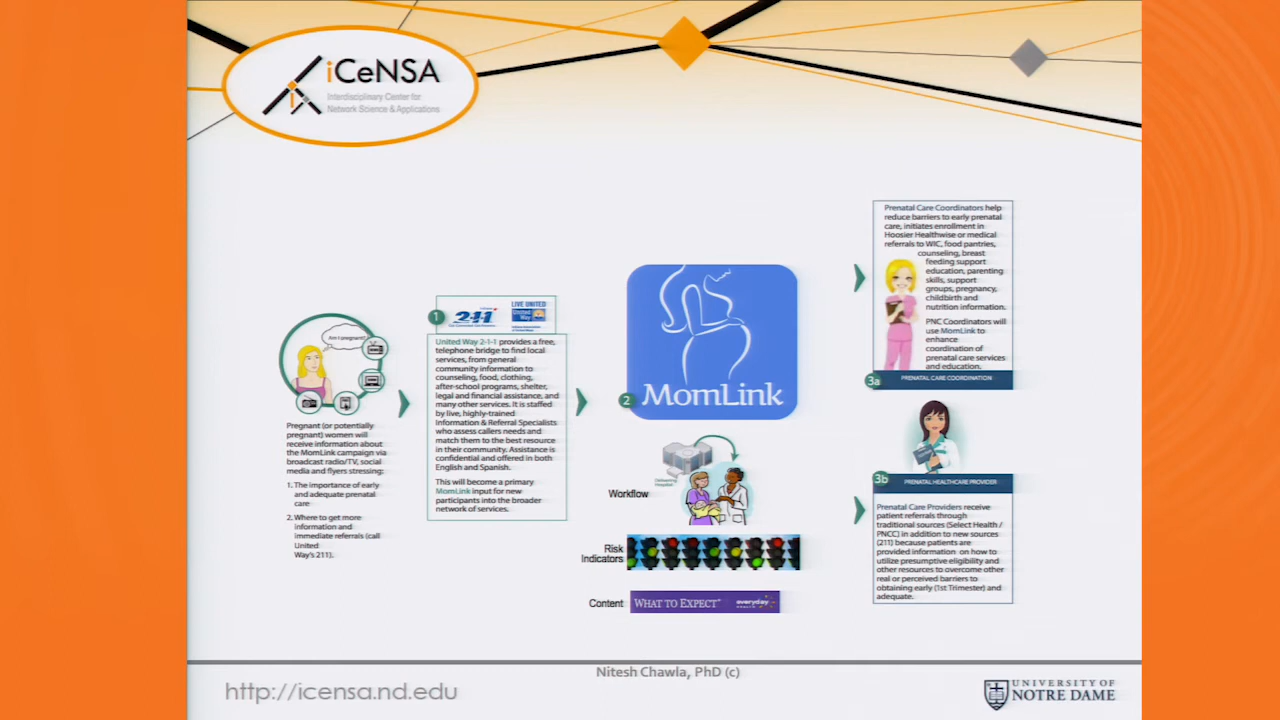 iCeNSA
Interdisciplinary Center for
Network Science & Applications
Am I pregnant?
Pregnant (or potentially
pregnant) women will
receive information about
the MomLink campaign via
broadcast radio/TV, social
media and flyers stressing:
1. The importance of early
and adequate prenatal
care
2. Where to get more
information and
immediate referrals (call
United
Way's 211).
1
2-1-1
LIVE UNITED
United
Way
United Way 2-1-1 provides a free,
telephone bridge to find local
services, from general
community information to
counseling, food, clothing,
after-school programs, shelter,
legal and financial assistance, and
many other services. It is staffed
by live, highly-trained
Information & Referral Specialists
who assess callers needs and
match them to the best resource
in their community. Assistance is
confidential and offered in both
English and Spanish.
This will become a primary
MomLink input for new
participants into the broader
network of services.
2
MomLink
Delivering
Hospital
Workflow
Risk
Indicators
Content
WHAT TO EXPECT
everyday
HEALTH
Prenatal Care Coordinators help
reduce barriers to early prenatal
care, initiates enrollment in
Hoosier Healthwise or medical
referrals to WIC, food pantries,
counseling, breast
feeding support
education, parenting
skills, support
groups, pregnancy,
childbirth and
nutrition information.
PNC Coordinators will
use MomLink to
enhance
coordination of
prenatal care services
and education.
3a
PRENATAL CARE COORDINATION
3b
PRENATAL HEALTHCARE PROVIDER
Prenatal Care Providers receive
patient referrals through
traditional sources (Select Health /
PNCC) in addition to new sources
(211) because patients are
provided information on how to
utilize presumptive eligibility and
other resources to overcome other
real or perceived barriers to
obtaining early (1st Trimester) and
adequate.
Nitesh Chawla, PhD (c)
http://icensa.nd.edu
UNIVERSITY OF
NOTRE DAME